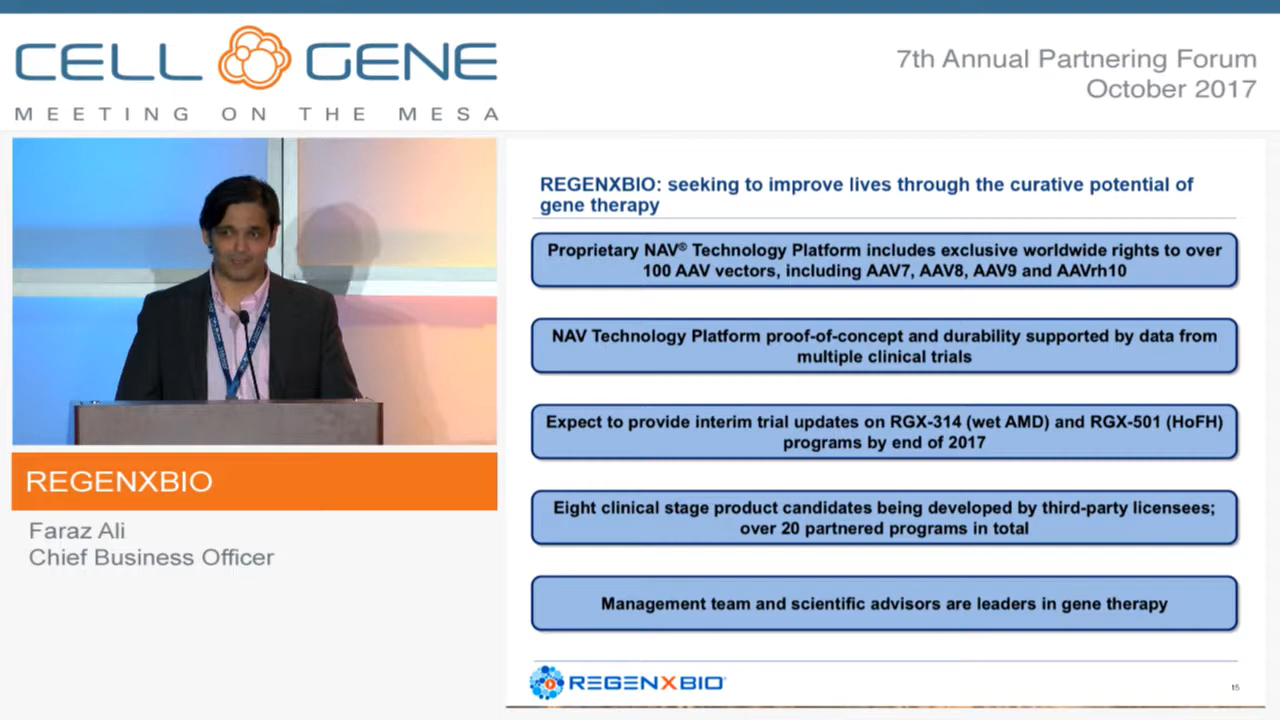 CELL GENE
MEETING ON THE MESA
7th Annual Partnering Forum
October 2017
REGENXBIO
Faraz Ali
Chief Business Officer
REGENXBIO: seeking to improve lives through the curative potential of
gene therapy
Proprietary NAV® Technology Platform includes exclusive worldwide rights to over
100 AAV vectors, including AAV7, AAV8, AAV9 and AAVrh10
NAV Technology Platform proof-of-concept and durability supported by data from
multiple clinical trials
Expect to provide interim trial updates on RGX-314 (wet AMD) and RGX-501 (HoFH)
programs by end of 2017
Eight clinical stage product candidates being developed by third-party licensees;
over 20 partnered programs in total
Management team and scientific advisors are leaders in gene therapy
REGENXBIO
15